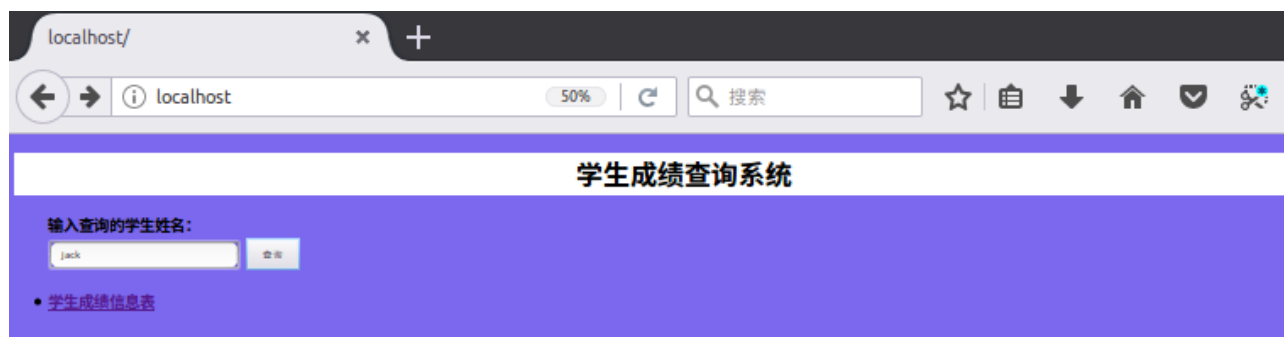 localhost/
localhost 50% 搜索
学生成绩查询系统
输入查询的学生姓名：
jack 查询
学生成绩信息表